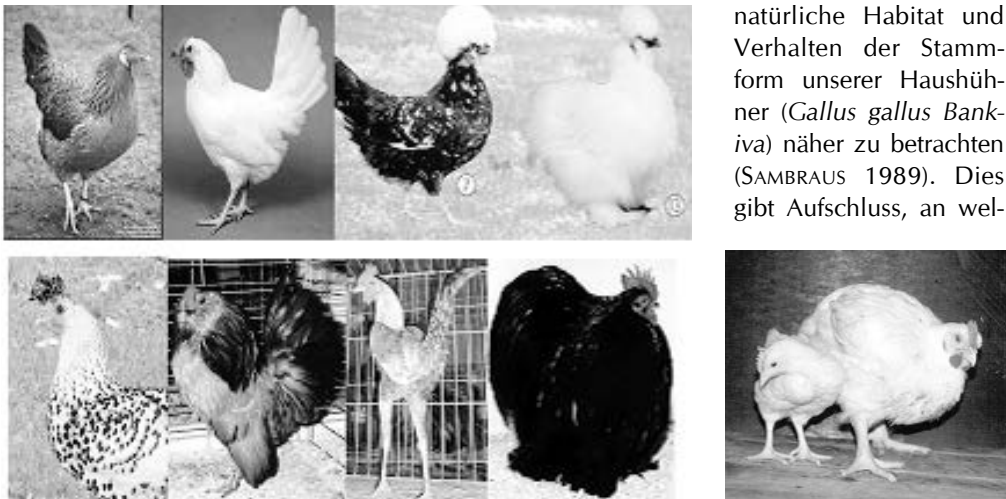 natürliche Habitat und
Verhalten der Stamm-
form unserer Haushüh-
ner (Gallus gallus Bank-
iva) näher zu betrachten
(SAMBRAUS 1989). Dies
gibt Aufschluss, an wel-